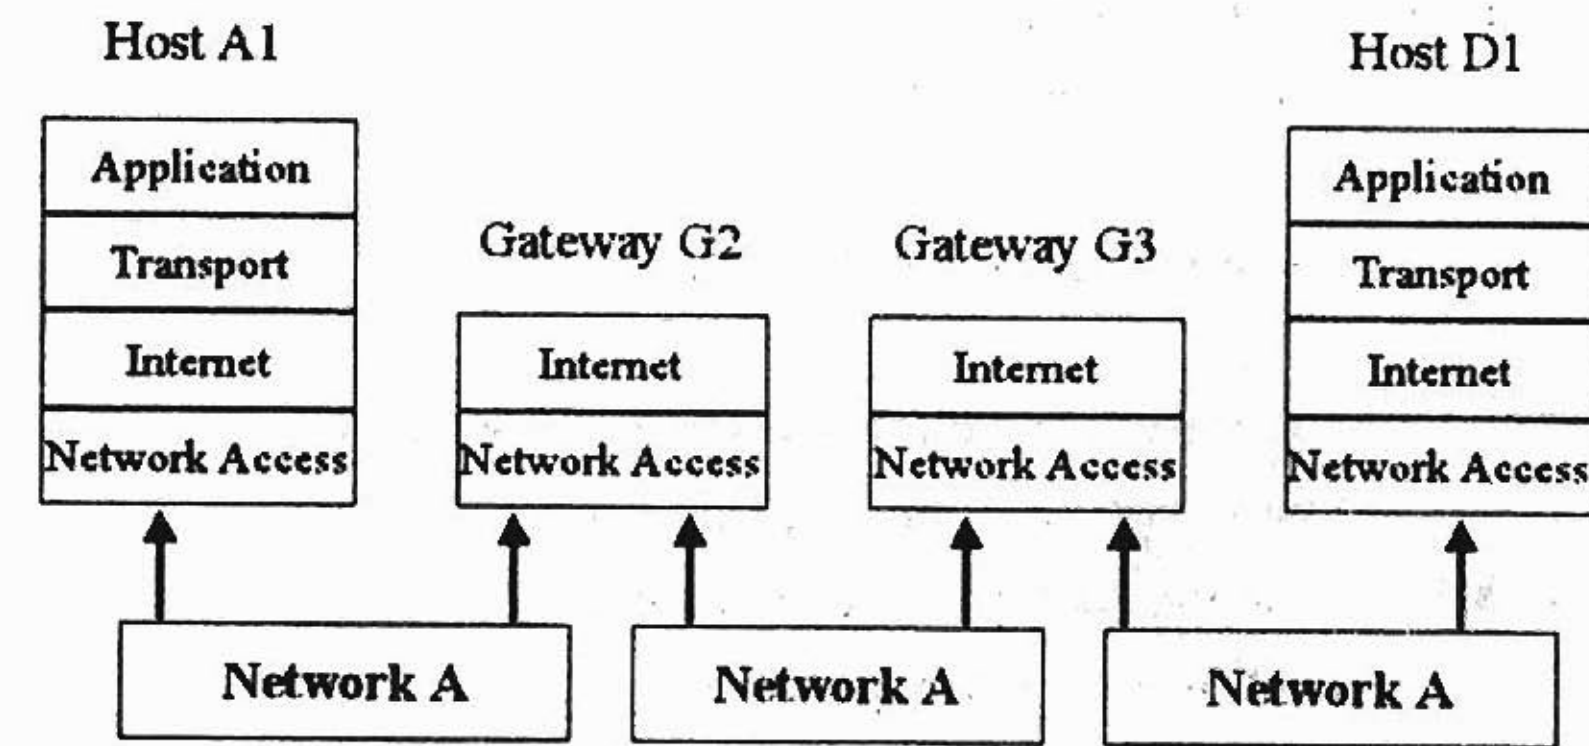 Host A1
Application
Transport
Internet
Network Access
Gateway G2
Internet
Network Access
Gateway G3
Internet
Network Access
Host D1
Application
Transport
Internet
Network Access
Network A
Network A
Network A